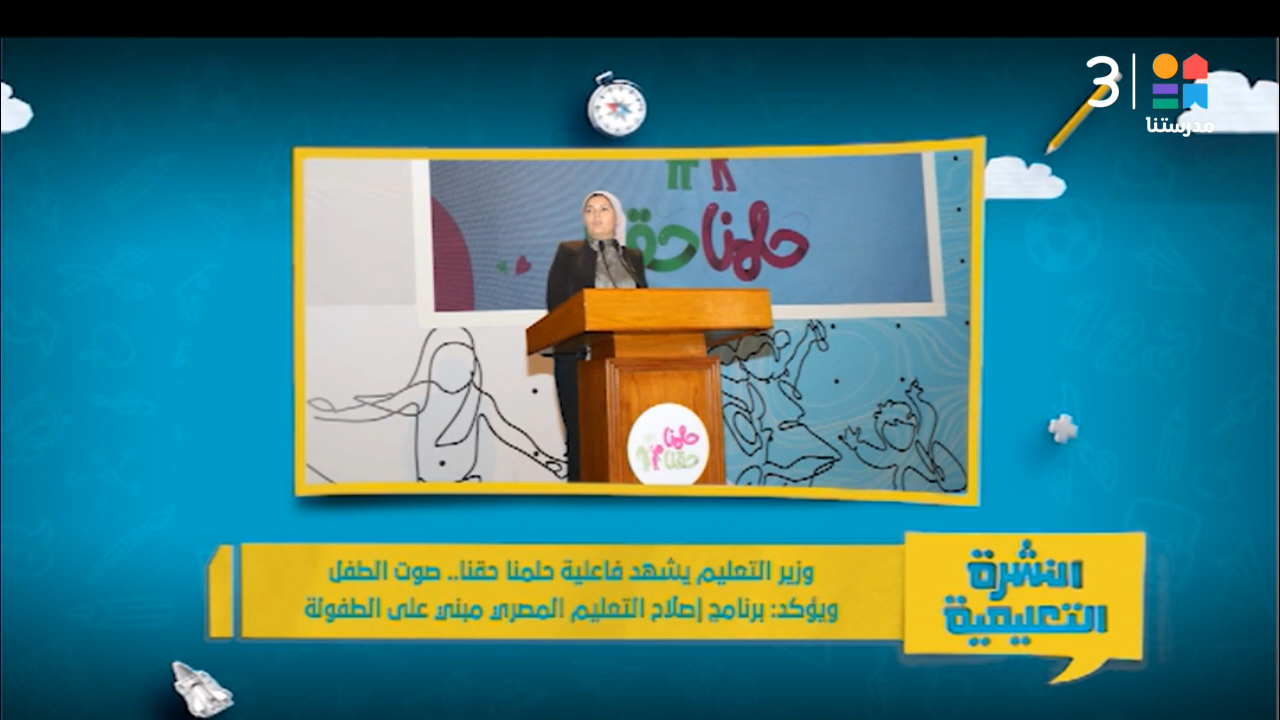 3
مدرستنا
حلمنا حق
حلمنا
حقنا
وزير التعليم يشهد فاعلية حلمنا حقنا.. صوت الطفل
ويؤكد: برنامج إصلاح التعليم المصري مبني على الطفولة
النشرة
التعليمية